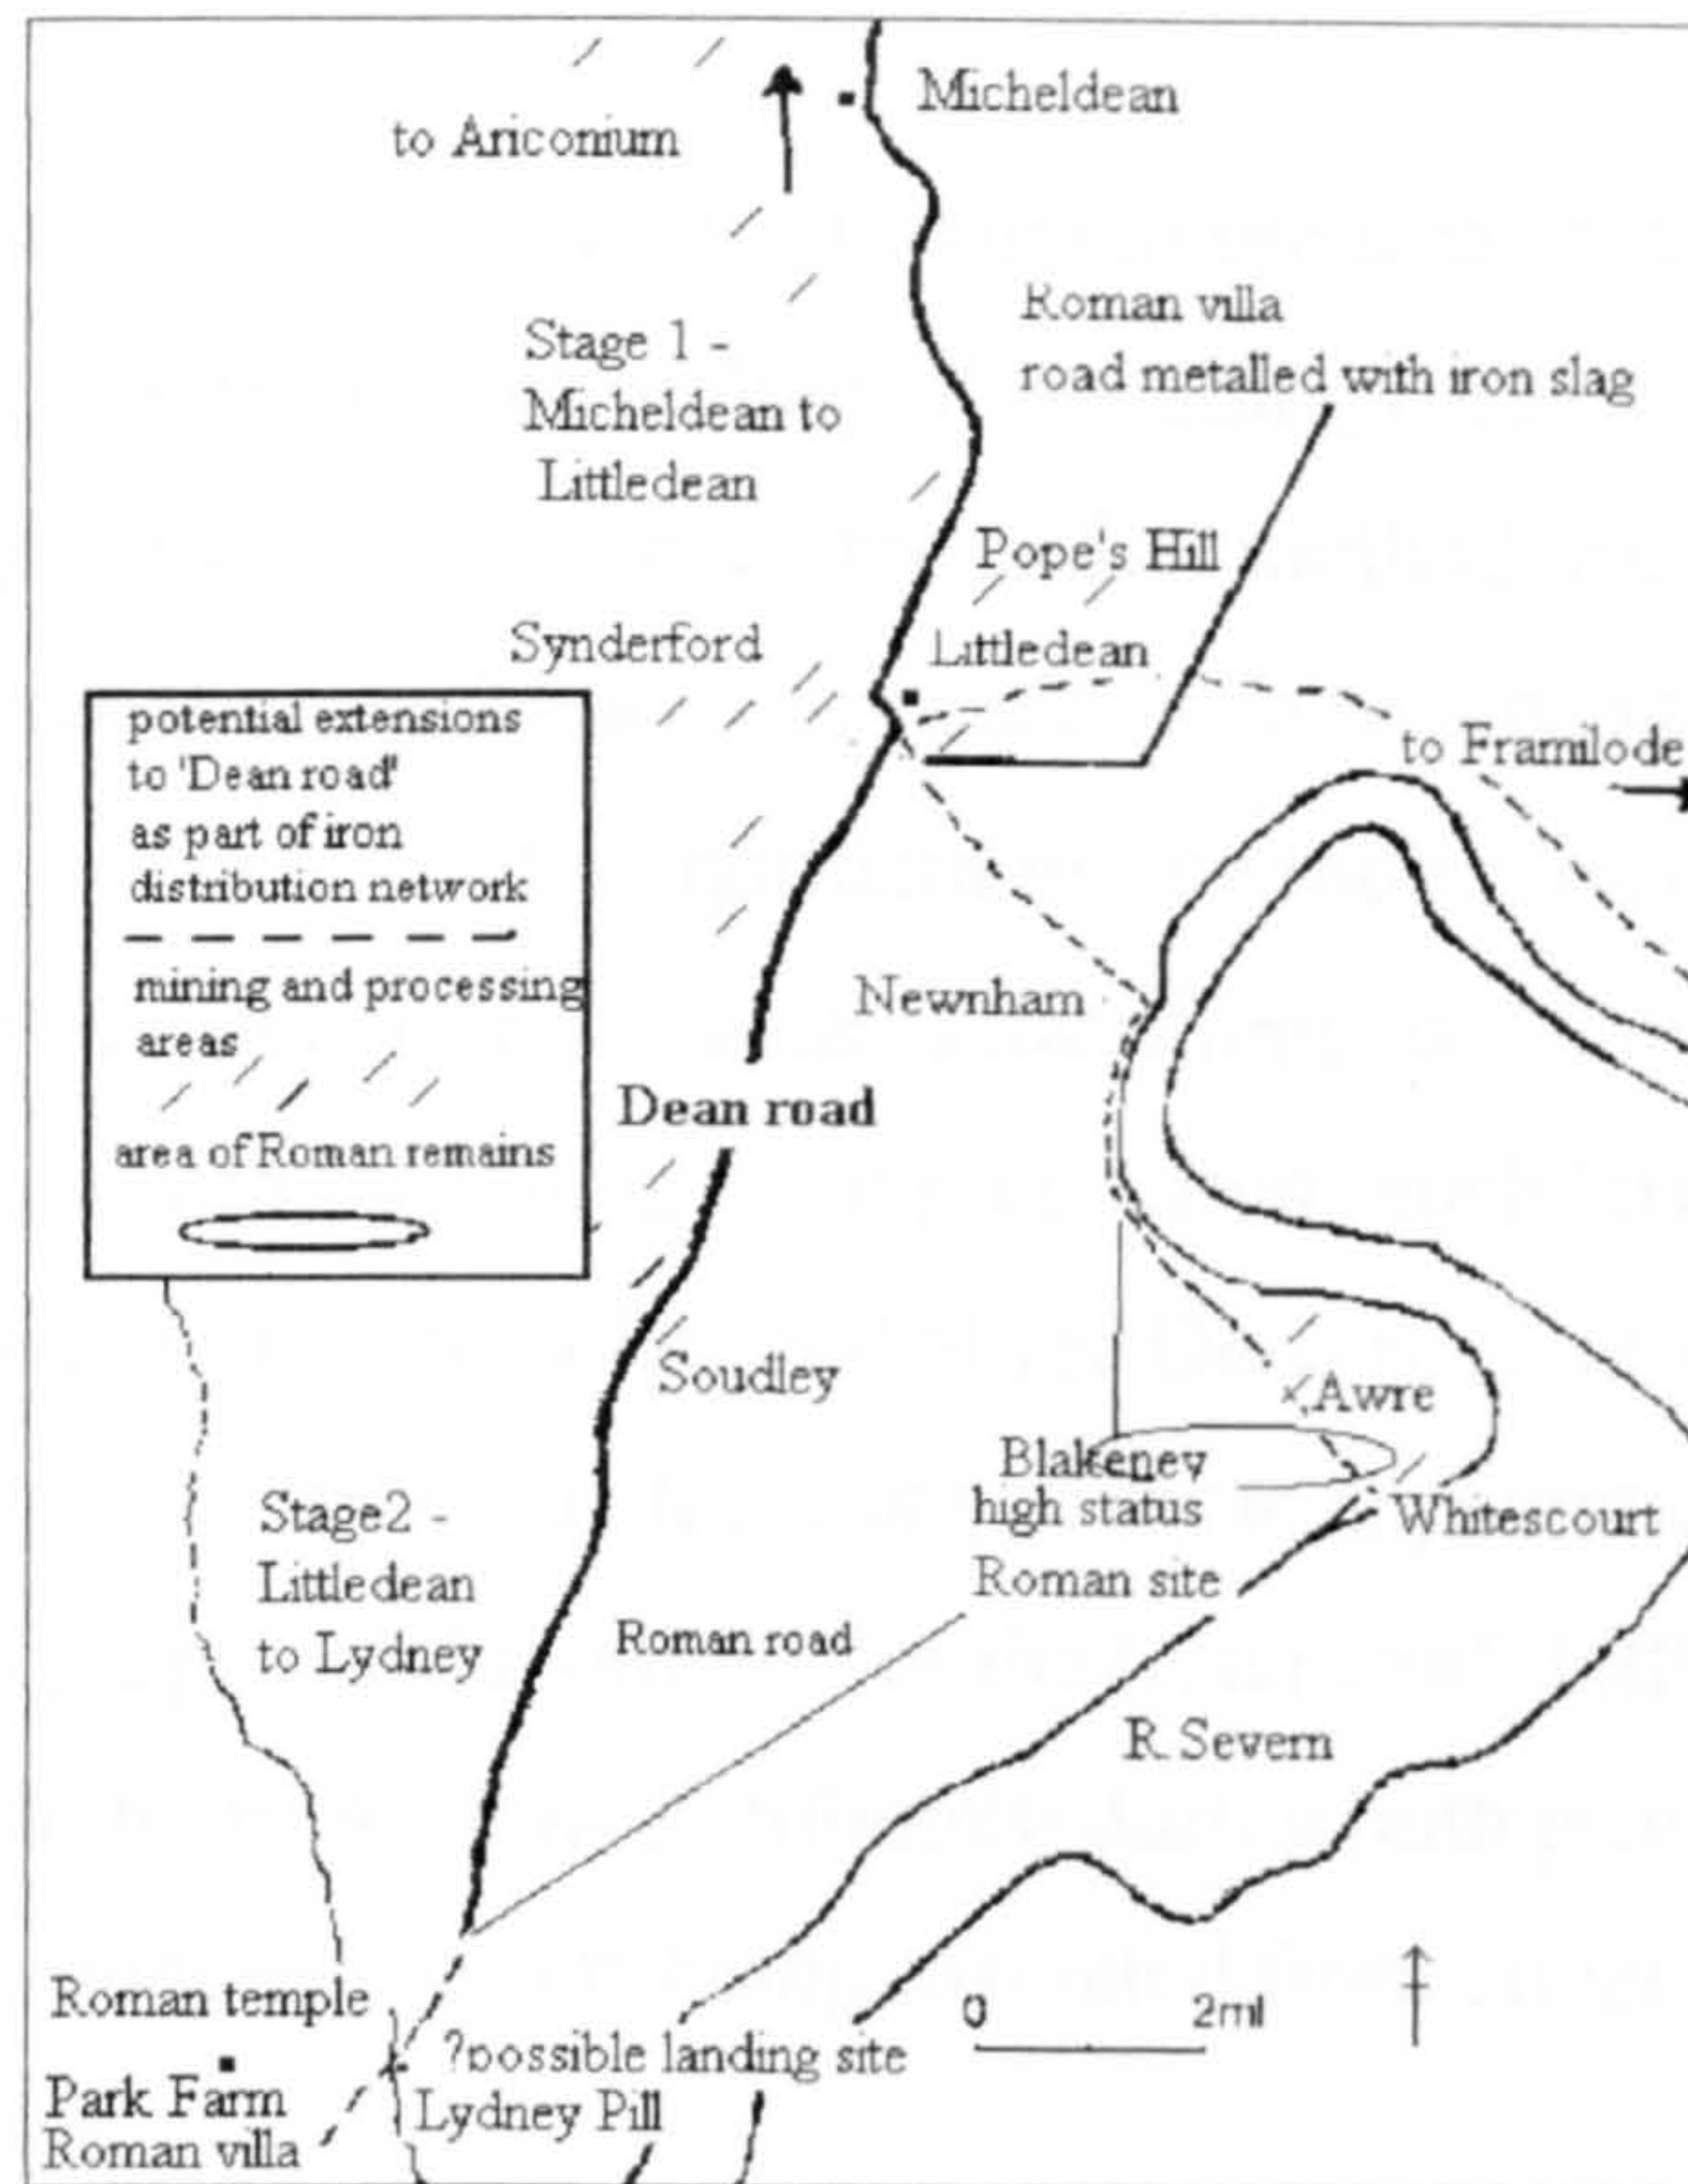 Micheldean
to Ariconium
Roman villa
road metalled with iron slag
Stage 1 -
Micheldean to
Littledean
Pope's Hill
Synderford
Littledean
potential extensions
to 'Dean road'
as part of iron
distribution network
mining and processing
areas
area of Roman remains
to Framilode
Newnham
Dean road
Soudley
Awre
Blakeney
high status
Roman site
Whitescourt
Stage2 -
Littledean
to Lydney
Roman road
R.Severn
0 2ml
Roman temple
?possible landing site
Lydney Pill
Park Farm
Roman villa